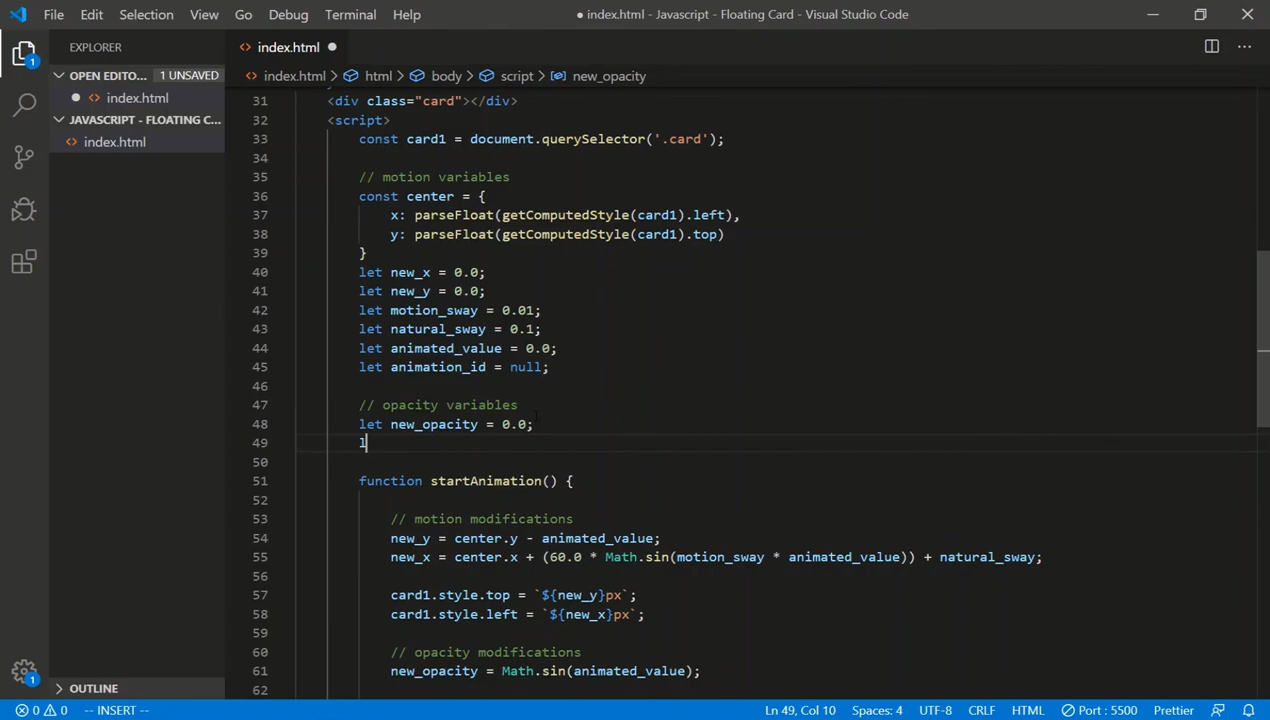 File Edit Selection View Go Debug Terminal Help
● index.html - Javascript - Floating Card - Visual Studio Code
EXPLORER
OPEN EDITO... 1 UNSAVED
index.html
JAVASCRIPT - FLOATING C...
index.html
OUTLINE
index.html
index.html > html > body > script > new_opacity
31 <div class="card"></div>
32 <script>
33 const card1 = document.querySelector('.card');
34
35 // motion variables
36 const center = {
37 x: parseFloat(getComputedStyle(card1).left),
38 y: parseFloat(getComputedStyle(card1).top)
39 }
40 let new_x = 0.0;
41 let new_y = 0.0;
42 let motion_sway = 0.01;
43 let natural_sway = 0.1;
44 let animated_value = 0.0;
45 let animation_id = null;
46
47 // opacity variables
48 let new_opacity = 0.0;
49 l
50
51 function startAnimation() {
52
53 // motion modifications
54 new_y = center.y - animated_value;
55 new_x = center.x + (60.0 * Math.sin(motion_sway * animated_value)) + natural_sway;
56
57 card1.style.top = `${new_y}px`;
58 card1.style.left = `${new_x}px`;
59
60 // opacity modifications
61 new_opacity = Math.sin(animated_value);
62
1
1
0 0 -- INSERT -- Ln 49, Col 10 Spaces: 4 UTF-8 CRLF HTML Port : 5500 Prettier